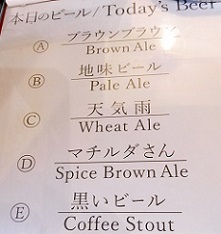 本日のビール/Today's Beer
A ブラウンブラウン
Brown Ale
B 地味ビール
Pale Ale
C 天気雨
Wheat Ale
D マチルダさん
Spice Brown Ale
E 黒いビール
Coffee Stout